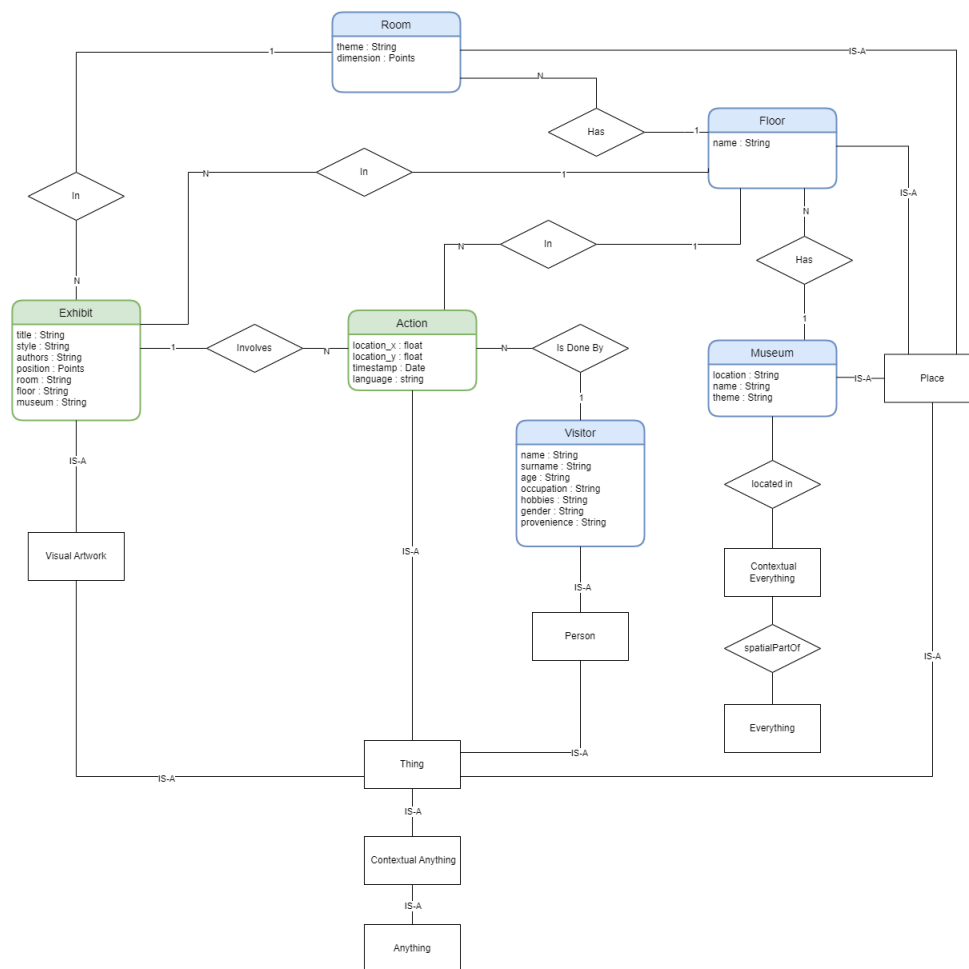 Room
theme : String
dimension : Points
1
IS-A
N
Has
1
Floor
name : String
In
N
In
1
IS-A
In
N
In
1
N
Has
N
1
Exhibit
title : String
style : String
authors : String
position : Points
room : String
floor : String
museum : String
1
Involves
N
Action
location_x : float
location_y : float
timestamp : Date
language : string
N
Is Done By
1
Museum
location : String
name : String
theme : String
IS-A
Place
Visitor
name : String
surname : String
age : String
occupation : String
hobbies : String
gender : String
provenience : String
IS-A
located in
Visual Artwork
IS-A
Contextual
Everything
IS-A
Person
spatialPartOf
IS-A
Everything
IS-A
Thing
IS-A
IS-A
Contextual Anything
IS-A
Anything